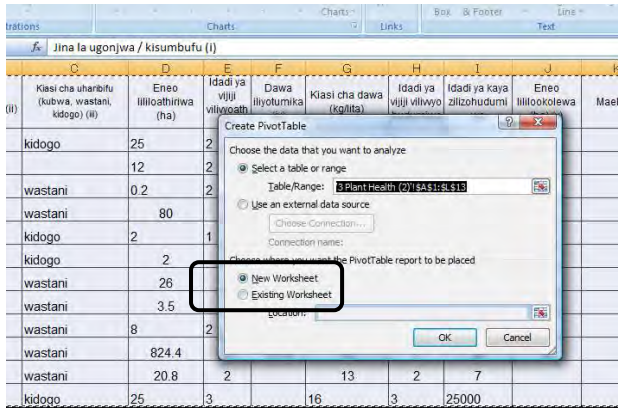 Charts
Box & Footer
Line
trations
Charts
Links
Text
fx Jina la ugonjwa / kisumbufu (i)
C D E F G H I J K
(ii)
Kiasi cha uharibifu (kubwa, wastani, kidogo) (iii)
Eneo lililoathiriwa (ha)
Idadi ya vijiji
Dawa iliyotumika
Kiasi cha dawa (kg/lita)
Idadi ya vijiji vilivyo
Idadi ya kaya zilizohudumi
Eneo lililookolewa
Mael
kidogo 25 2
12 2
wastani 0.2 2
wastani 80
kidogo 2 1
kidogo 2
wastani 26
wastani 3.5
wastani 8 2
wastani 824.4
wastani 20.8 2 13 2 7
kidogo 25 3 16 3 25000
Create PivotTable
Choose the data that you want to analyze
Select a table or range
Table/Range: '3 Plant Health (2)'!$A$1:$L$13
Use an external data source
Choose Connection...
Connection name:
Choose where you want the PivotTable report to be placed
New Worksheet
Existing Worksheet
Location:
OK Cancel